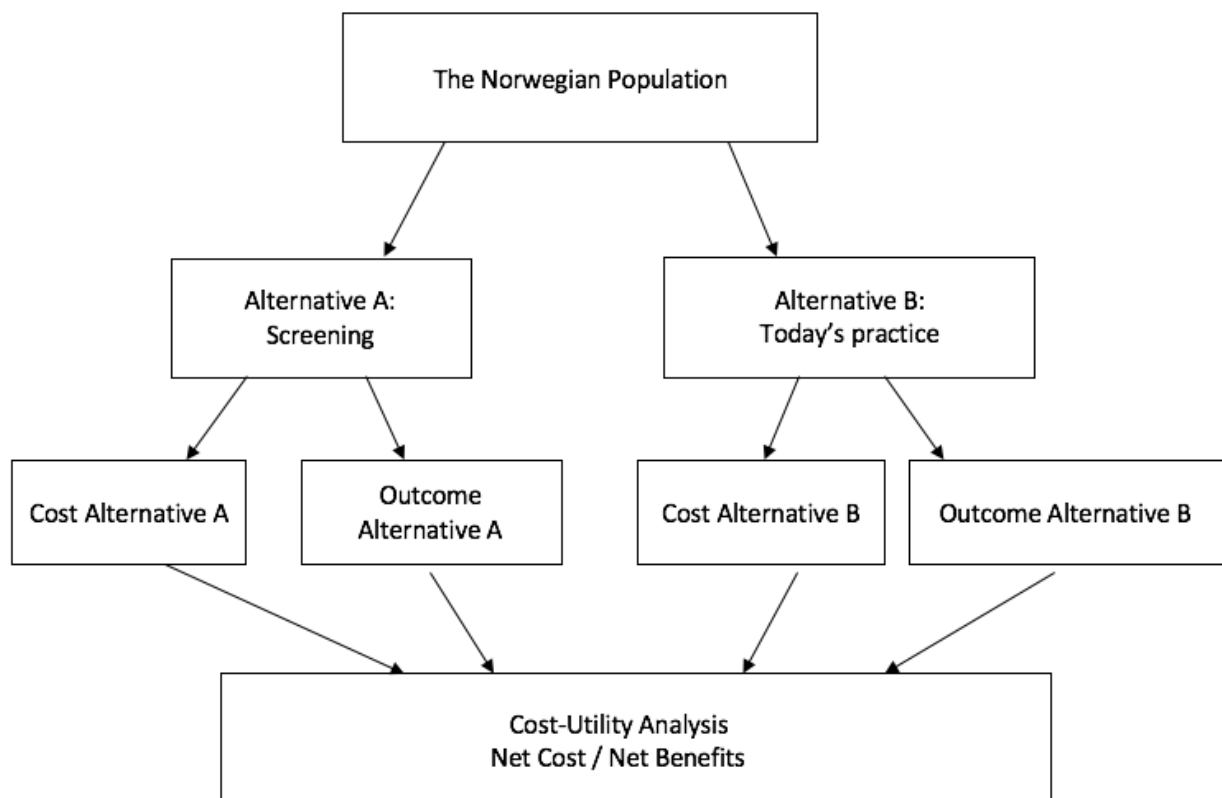 The Norwegian Population
Alternative A:
Screening
Alternative B:
Today’s practice
Cost Alternative A
Outcome
Alternative A
Cost Alternative B
Outcome Alternative B
Cost-Utility Analysis
Net Cost / Net Benefits